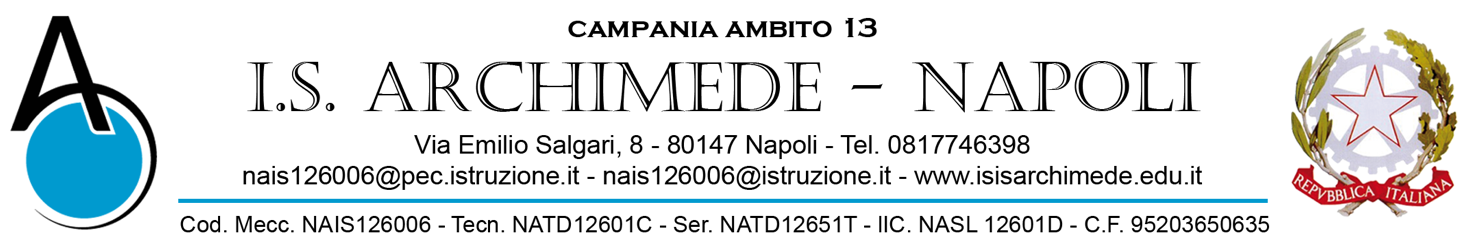 CAMPANIA AMBITO 13
I.S. ARCHIMEDE – NAPOLI
Via Emilio Salgari, 8 - 80147 Napoli - Tel. 0817746398
nais126006@pec.istruzione.it - nais126006@istruzione.it - www.isisarchimede.edu.it
REPVBBLICA ITALIANA
Cod. Mecc. NAIS126006 - Tecn. NATD12601C - Ser. NATD12651T - IIC. NASL 12601D - C.F. 95203650635